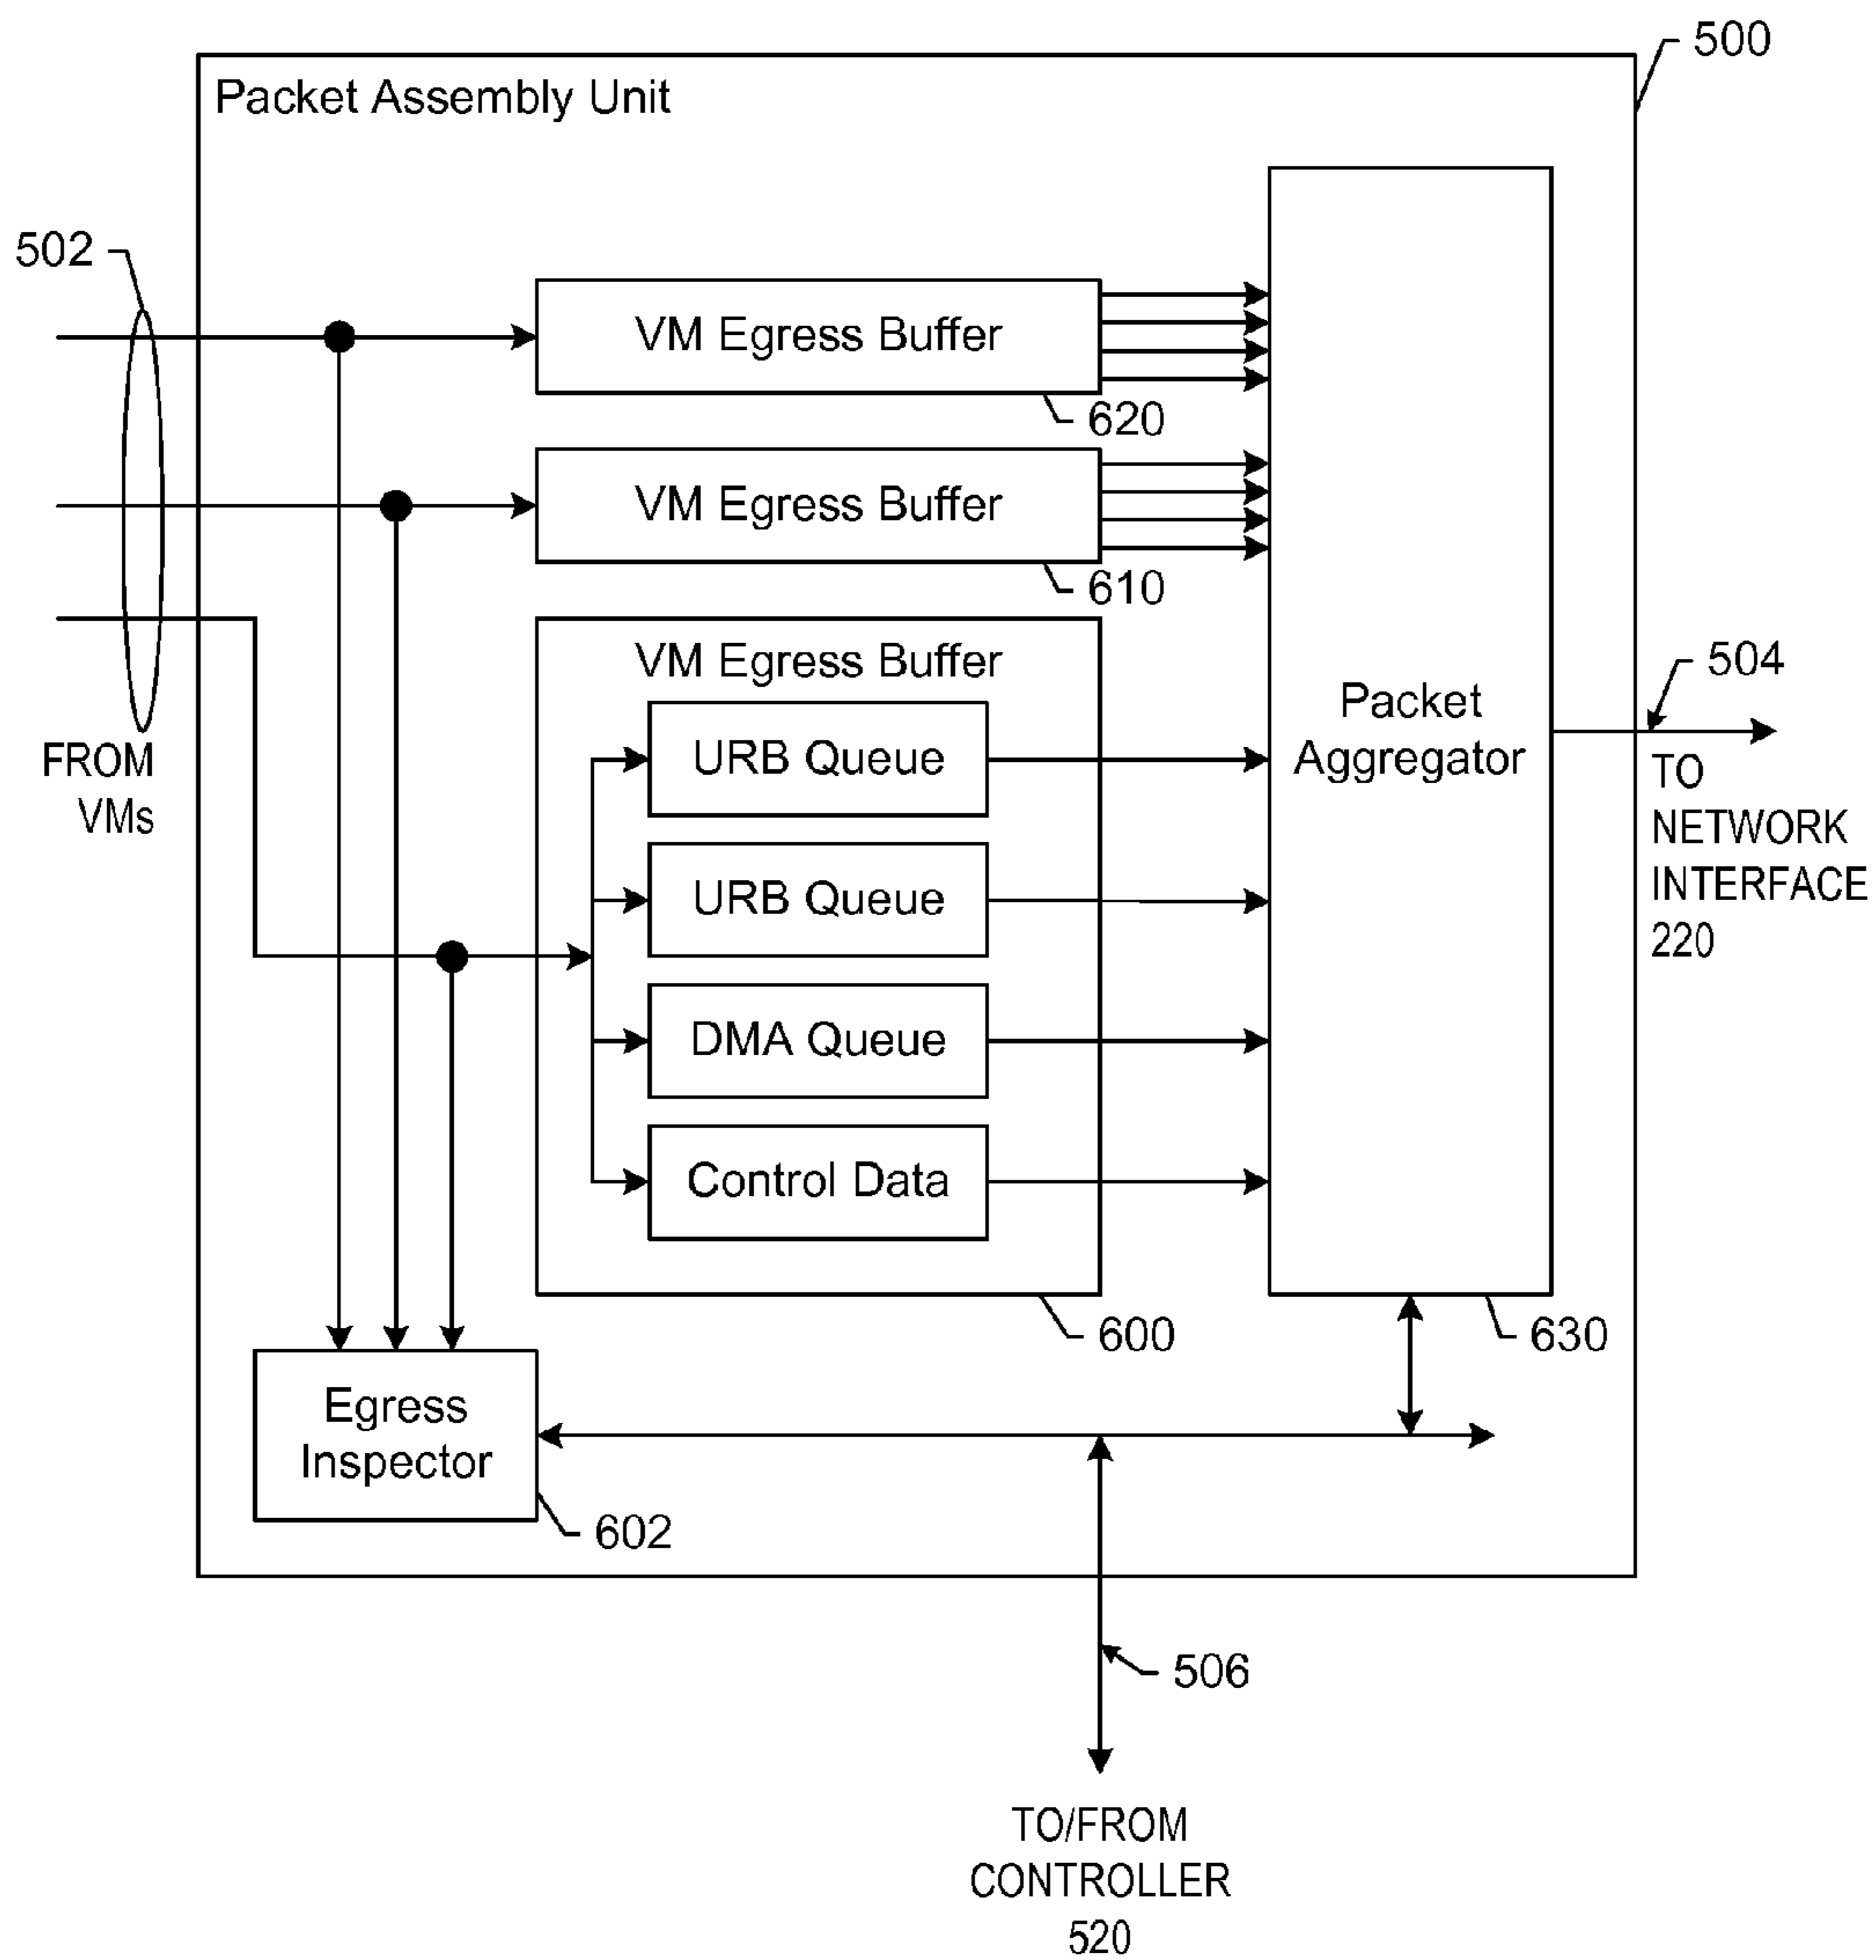 500
Packet Assembly Unit
502
VM Egress Buffer
620
VM Egress Buffer
610
VM Egress Buffer
URB Queue
URB Queue
DMA Queue
Control Data
600
Packet
Aggregator
630
504
TO
NETWORK
INTERFACE
220
FROM
VMs
Egress
Inspector
602
506
TO/FROM
CONTROLLER
520